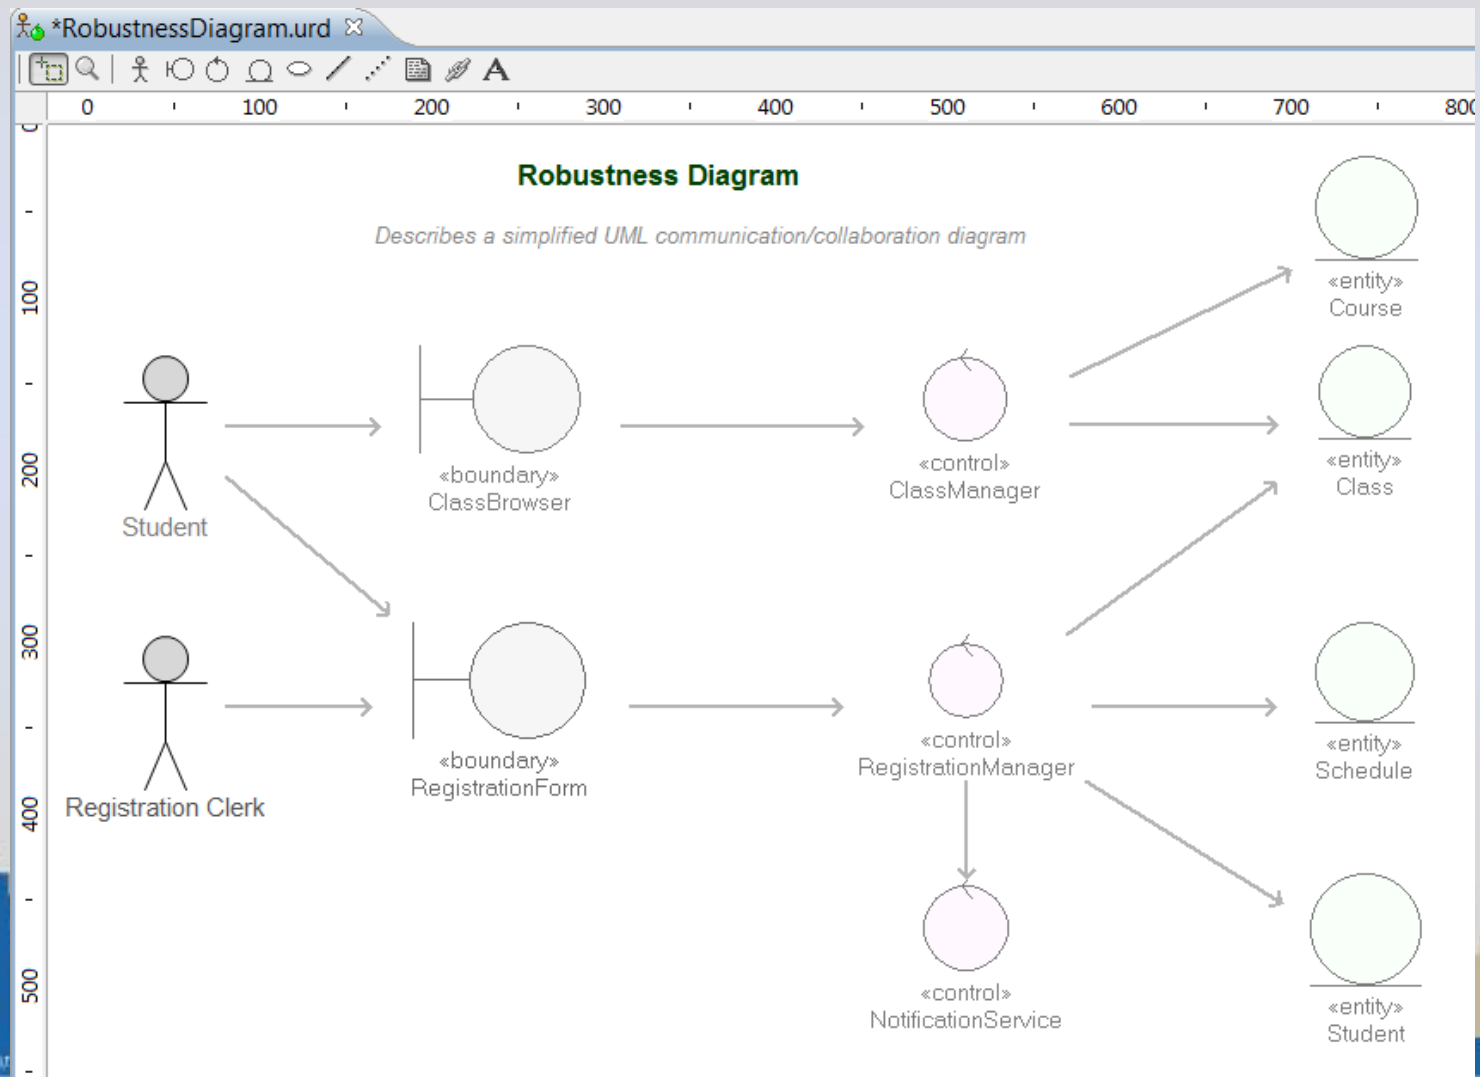 *RobustnessDiagram.urd
A
0 100 200 300 400 500 600 700 800
0
100
200
300
400
500
Robustness Diagram
Describes a simplified UML communication/collaboration diagram
«entity»
Course
Student
«boundary»
ClassBrowser
«control»
ClassManager
«entity»
Class
Registration Clerk
«boundary»
RegistrationForm
«control»
RegistrationManager
«entity»
Schedule
«control»
NotificationService
«entity»
Student